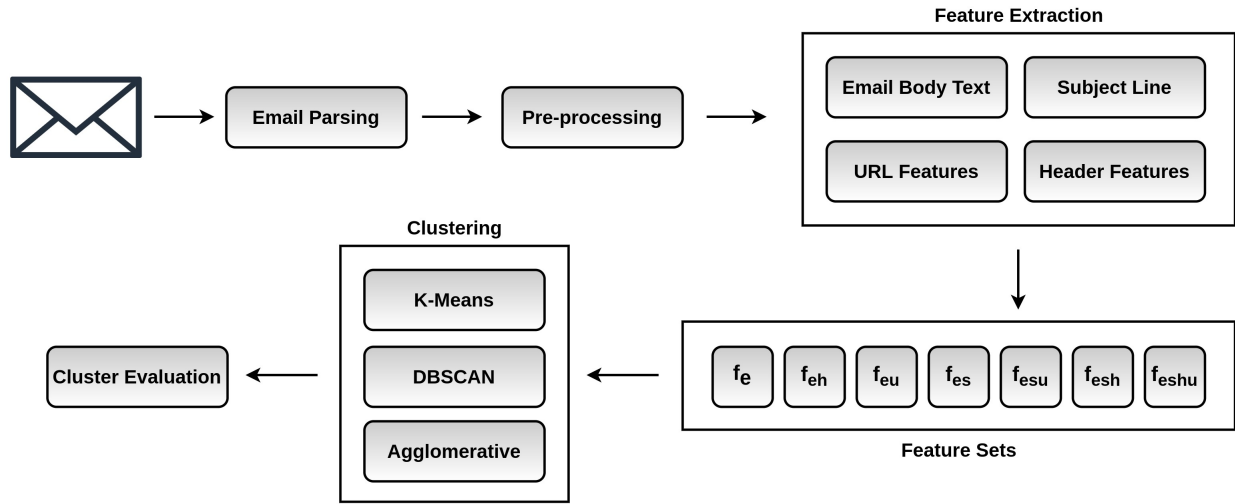 Feature Extraction
Email Parsing
Pre-processing
Email Body Text
Subject Line
URL Features
Header Features
Clustering
K-Means
DBSCAN
Agglomerative
Cluster Evaluation
fe
feh
feu
fes
fesu
fesh
feshu
Feature Sets